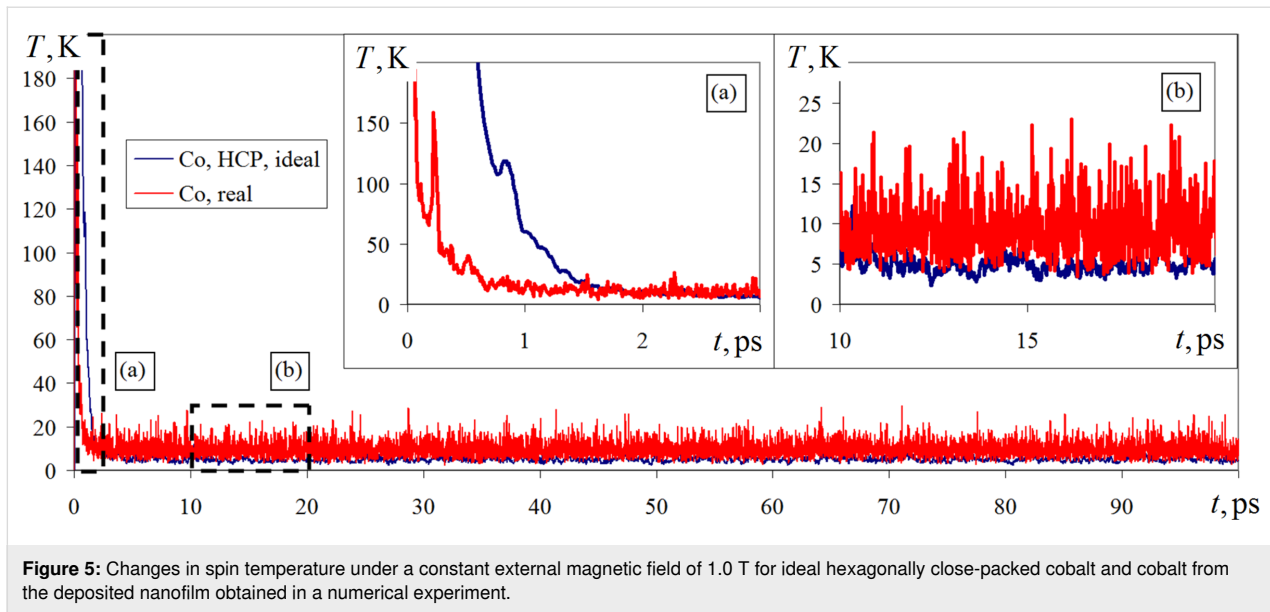 T, K
180
160
140
120
100
80
60
40
20
0
Co, HCP, ideal
Co, real
(a)
(b)
0 10 20 30 40 50 60 70 80 90 t, ps
T, K
(a)
150
100
50
0
0 1 2 t, ps
T, K
(b)
25
20
15
10
5
0
10 15 t, ps
Figure 5: Changes in spin temperature under a constant external magnetic field of 1.0 T for ideal hexagonally close-packed cobalt and cobalt from
the deposited nanofilm obtained in a numerical experiment.